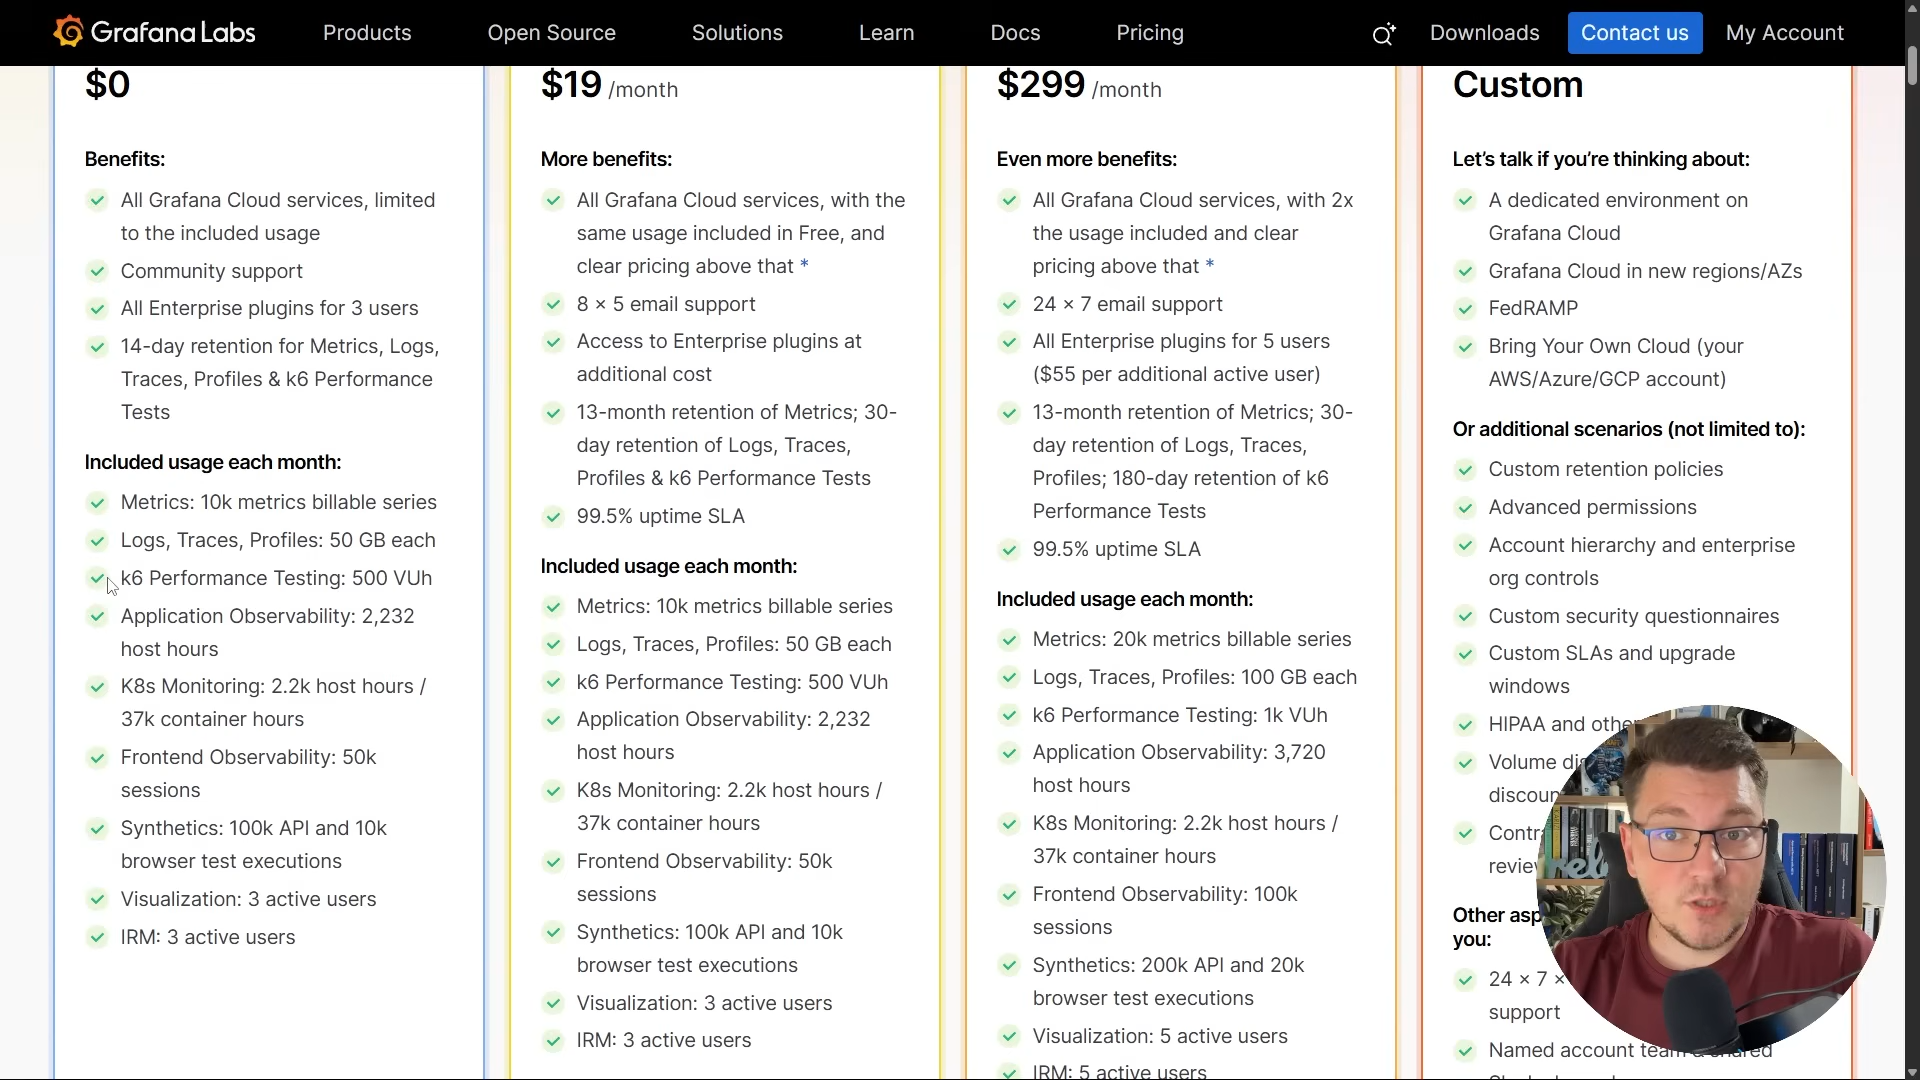 Grafana Labs Products Open Source Solutions Learn Docs Pricing Downloads Contact us My Account
$0
Benefits:
All Grafana Cloud services, limited
to the included usage
Community support
All Enterprise plugins for 3 users
14-day retention for Metrics, Logs,
Traces, Profiles & k6 Performance
Tests
Included usage each month:
Metrics: 10k metrics billable series
Logs, Traces, Profiles: 50 GB each
k6 Performance Testing: 500 VUh
Application Observability: 2,232
host hours
K8s Monitoring: 2.2k host hours /
37k container hours
Frontend Observability: 50k
sessions
Synthetics: 100k API and 10k
browser test executions
Visualization: 3 active users
IRM: 3 active users
$19 /month
More benefits:
All Grafana Cloud services, with the
same usage included in Free, and
clear pricing above that *
8 × 5 email support
Access to Enterprise plugins at
additional cost
13-month retention of Metrics; 30-
day retention of Logs, Traces,
Profiles & k6 Performance Tests
99.5% uptime SLA
Included usage each month:
Metrics: 10k metrics billable series
Logs, Traces, Profiles: 50 GB each
k6 Performance Testing: 500 VUh
Application Observability: 2,232
host hours
K8s Monitoring: 2.2k host hours /
37k container hours
Frontend Observability: 50k
sessions
Synthetics: 100k API and 10k
browser test executions
Visualization: 3 active users
IRM: 3 active users
$299 /month
Even more benefits:
All Grafana Cloud services, with 2x
the usage included and clear
pricing above that *
24 × 7 email support
All Enterprise plugins for 5 users
($55 per additional active user)
13-month retention of Metrics; 30-
day retention of Logs, Traces,
Profiles; 180-day retention of k6
Performance Tests
99.5% uptime SLA
Included usage each month:
Metrics: 20k metrics billable series
Logs, Traces, Profiles: 100 GB each
k6 Performance Testing: 1k VUh
Application Observability: 3,720
host hours
K8s Monitoring: 2.2k host hours /
37k container hours
Frontend Observability: 100k
sessions
Synthetics: 200k API and 20k
browser test executions
Visualization: 5 active users
IRM: 5 active users
Custom
Let's talk if you're thinking about:
A dedicated environment on
Grafana Cloud
Grafana Cloud in new regions/AZs
FedRAMP
Bring Your Own Cloud (your
AWS/Azure/GCP account)
Or additional scenarios (not limited to):
Custom retention policies
Advanced permissions
Account hierarchy and enterprise
org controls
Custom security questionnaires
Custom SLAs and upgrade
windows
HIPAA and othe
Volume di
discoun
Contr
review
Other asp
you:
24 × 7 ×
support
Named account team & shared